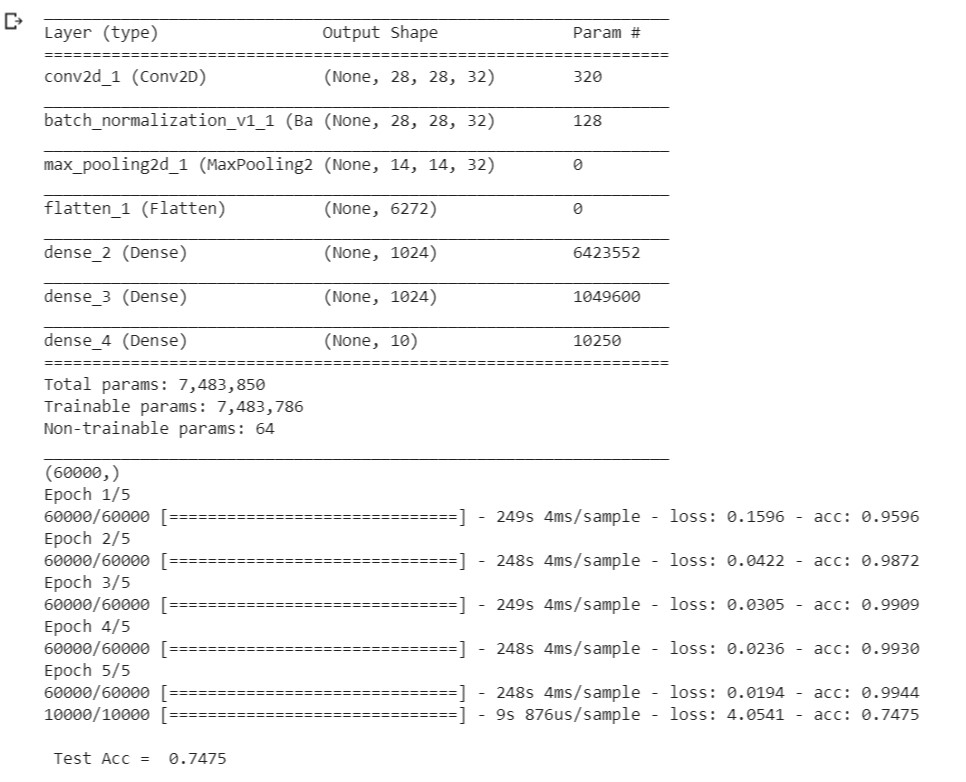 Layer (type)                 Output Shape              Param #
=================================================================
conv2d_1 (Conv2D)            (None, 28, 28, 32)        320
_________________________________________________________________
batch_normalization_v1_1 (Ba (None, 28, 28, 32)        128
_________________________________________________________________
max_pooling2d_1 (MaxPooling2 (None, 14, 14, 32)        0
_________________________________________________________________
flatten_1 (Flatten)          (None, 6272)              0
_________________________________________________________________
dense_2 (Dense)              (None, 1024)              6423552
_________________________________________________________________
dense_3 (Dense)              (None, 1024)              1049600
_________________________________________________________________
dense_4 (Dense)              (None, 10)                10250
=================================================================
Total params: 7,483,850
Trainable params: 7,483,786
Non-trainable params: 64
_________________________________________________________________
(60000,)
Epoch 1/5
60000/60000 [==============================] - 249s 4ms/sample - loss: 0.1596 - acc: 0.9596
Epoch 2/5
60000/60000 [==============================] - 248s 4ms/sample - loss: 0.0422 - acc: 0.9872
Epoch 3/5
60000/60000 [==============================] - 249s 4ms/sample - loss: 0.0305 - acc: 0.9909
Epoch 4/5
60000/60000 [==============================] - 248s 4ms/sample - loss: 0.0236 - acc: 0.9930
Epoch 5/5
60000/60000 [==============================] - 248s 4ms/sample - loss: 0.0194 - acc: 0.9944
10000/10000 [==============================] - 9s 876us/sample - loss: 4.0541 - acc: 0.7475

 Test Acc =  0.7475